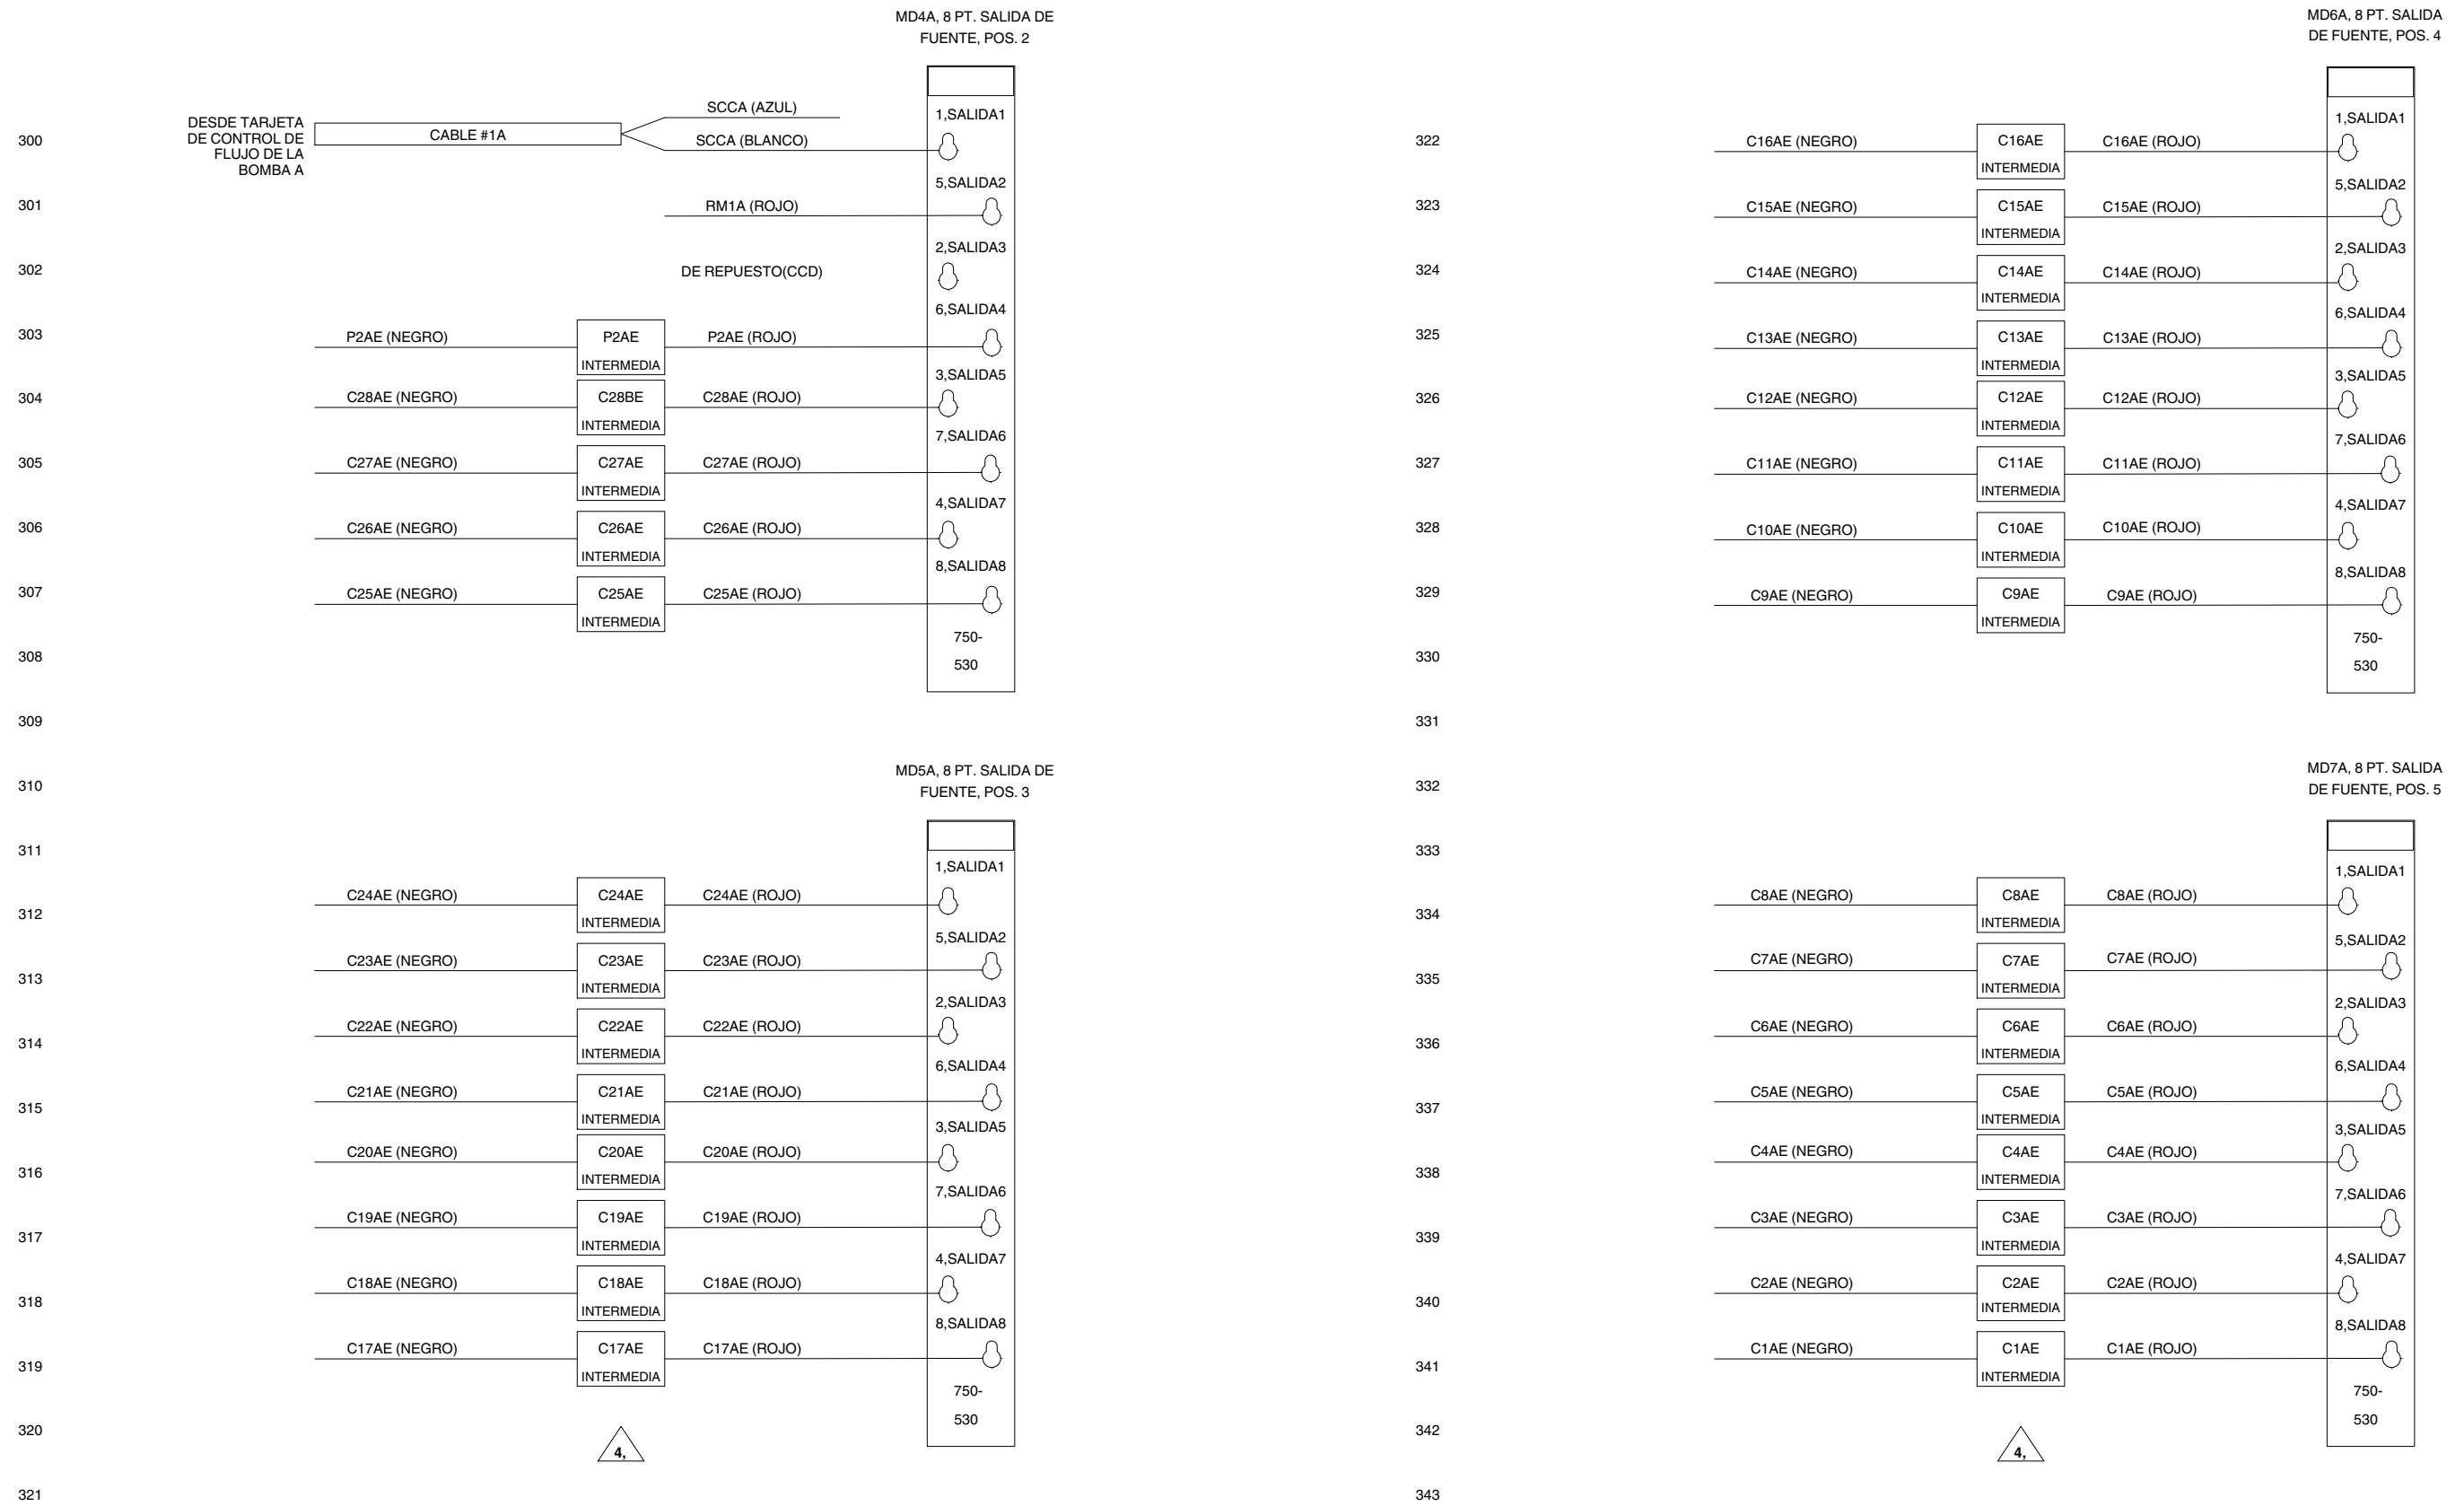 MD4A, 8 PT. SALIDA DE
FUENTE, POS. 2
300
DESDE TARJETA
DE CONTROL DE
FLUJO DE LA
BOMBA A
CABLE #1A
SCCA (AZUL)
SCCA (BLANCO)
1,SALIDA1
301
RM1A (ROJO)
5,SALIDA2
302
DE REPUESTO(CCD)
2,SALIDA3
303
P2AE (NEGRO)
P2AE
INTERMEDIA
P2AE (ROJO)
6,SALIDA4
304
C28AE (NEGRO)
C28BE
INTERMEDIA
C28AE (ROJO)
3,SALIDA5
305
C27AE (NEGRO)
C27AE
INTERMEDIA
C27AE (ROJO)
7,SALIDA6
306
C26AE (NEGRO)
C26AE
INTERMEDIA
C26AE (ROJO)
4,SALIDA7
307
C25AE (NEGRO)
C25AE
INTERMEDIA
C25AE (ROJO)
8,SALIDA8
308
750-
530
309
310
MD5A, 8 PT. SALIDA DE
FUENTE, POS. 3
311
312
C24AE (NEGRO)
C24AE
INTERMEDIA
C24AE (ROJO)
1,SALIDA1
313
C23AE (NEGRO)
C23AE
INTERMEDIA
C23AE (ROJO)
5,SALIDA2
314
C22AE (NEGRO)
C22AE
INTERMEDIA
C22AE (ROJO)
2,SALIDA3
315
C21AE (NEGRO)
C21AE
INTERMEDIA
C21AE (ROJO)
6,SALIDA4
316
C20AE (NEGRO)
C20AE
INTERMEDIA
C20AE (ROJO)
3,SALIDA5
317
C19AE (NEGRO)
C19AE
INTERMEDIA
C19AE (ROJO)
7,SALIDA6
318
C18AE (NEGRO)
C18AE
INTERMEDIA
C18AE (ROJO)
4,SALIDA7
319
C17AE (NEGRO)
C17AE
INTERMEDIA
C17AE (ROJO)
8,SALIDA8
750-
530
320
4,
321
MD6A, 8 PT. SALIDA
DE FUENTE, POS. 4
322
C16AE (NEGRO)
C16AE
INTERMEDIA
C16AE (ROJO)
1,SALIDA1
323
C15AE (NEGRO)
C15AE
INTERMEDIA
C15AE (ROJO)
5,SALIDA2
324
C14AE (NEGRO)
C14AE
INTERMEDIA
C14AE (ROJO)
2,SALIDA3
325
C13AE (NEGRO)
C13AE
INTERMEDIA
C13AE (ROJO)
6,SALIDA4
326
C12AE (NEGRO)
C12AE
INTERMEDIA
C12AE (ROJO)
3,SALIDA5
327
C11AE (NEGRO)
C11AE
INTERMEDIA
C11AE (ROJO)
7,SALIDA6
328
C10AE (NEGRO)
C10AE
INTERMEDIA
C10AE (ROJO)
4,SALIDA7
329
C9AE (NEGRO)
C9AE
INTERMEDIA
C9AE (ROJO)
8,SALIDA8
330
750-
530
331
332
MD7A, 8 PT. SALIDA
DE FUENTE, POS. 5
333
334
C8AE (NEGRO)
C8AE
INTERMEDIA
C8AE (ROJO)
1,SALIDA1
335
C7AE (NEGRO)
C7AE
INTERMEDIA
C7AE (ROJO)
5,SALIDA2
336
C6AE (NEGRO)
C6AE
INTERMEDIA
C6AE (ROJO)
2,SALIDA3
337
C5AE (NEGRO)
C5AE
INTERMEDIA
C5AE (ROJO)
6,SALIDA4
338
C4AE (NEGRO)
C4AE
INTERMEDIA
C4AE (ROJO)
3,SALIDA5
339
C3AE (NEGRO)
C3AE
INTERMEDIA
C3AE (ROJO)
7,SALIDA6
340
C2AE (NEGRO)
C2AE
INTERMEDIA
C2AE (ROJO)
4,SALIDA7
341
C1AE (NEGRO)
C1AE
INTERMEDIA
C1AE (ROJO)
8,SALIDA8
750-
530
342
4,
343